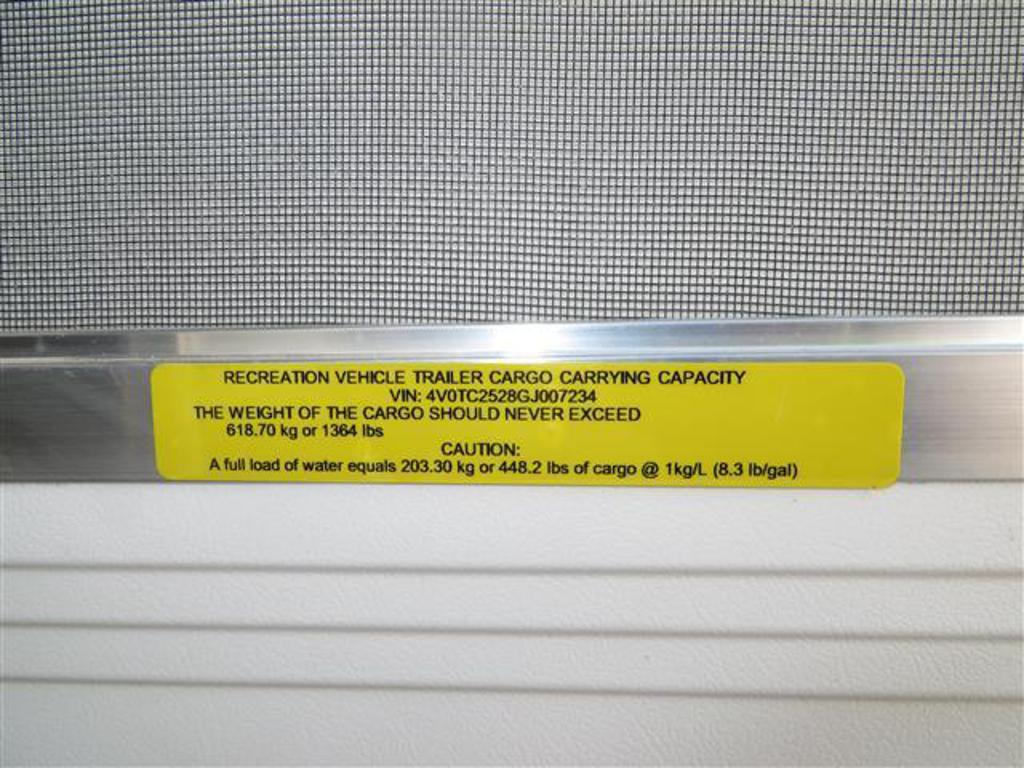 RECREATION VEHICLE TRAILER CARGO CARRYING CAPACITY
VIN: 4V0TC2528GJ007234
THE WEIGHT OF THE CARGO SHOULD NEVER EXCEED
618.70 kg or 1364 lbs
CAUTION:
A full load of water equals 203.30 kg or 448.2 lbs of cargo @ 1kg/L (8.3 lb/gal)